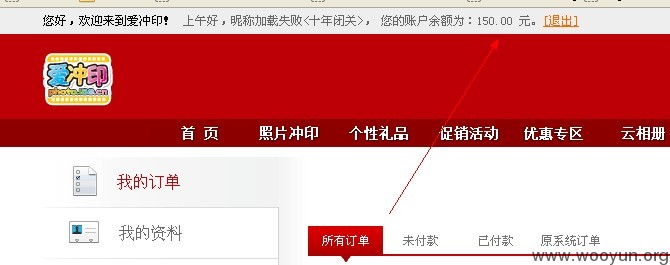 您好，欢迎来到爱冲印！ 上午好，昵称加载失败<十年闭关>， 您的账户余额为：150.00 元。[退出]
爱冲印
首 页 照片冲印 个性礼品 促销活动 优惠专区 云相册
我的订单
我的资料
所有订单 未付款 已付款 原系统订单
www.wooyun.org